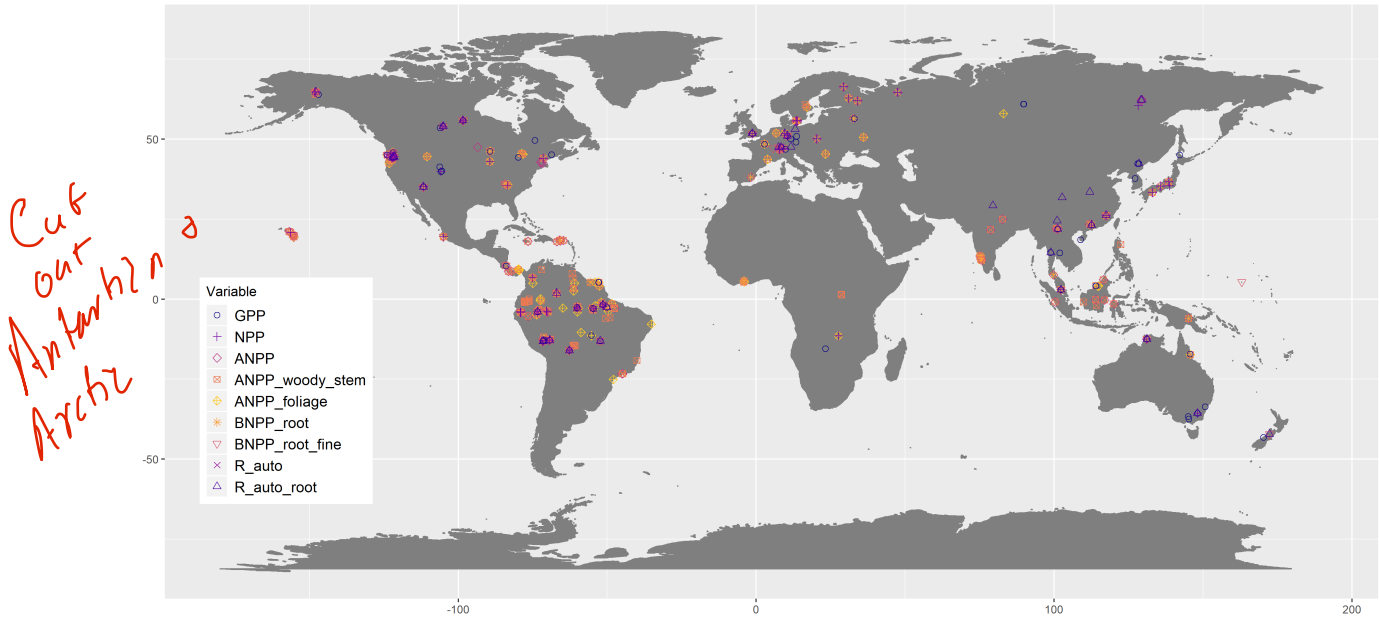 Cut
out
Antarktica
Arctic
50
0
-50
Variable
GPP
NPP
ANPP
ANPP_woody_stem
ANPP_foliage
BNPP_root
BNPP_root_fine
R_auto
R_auto_root
-100
0
100
200